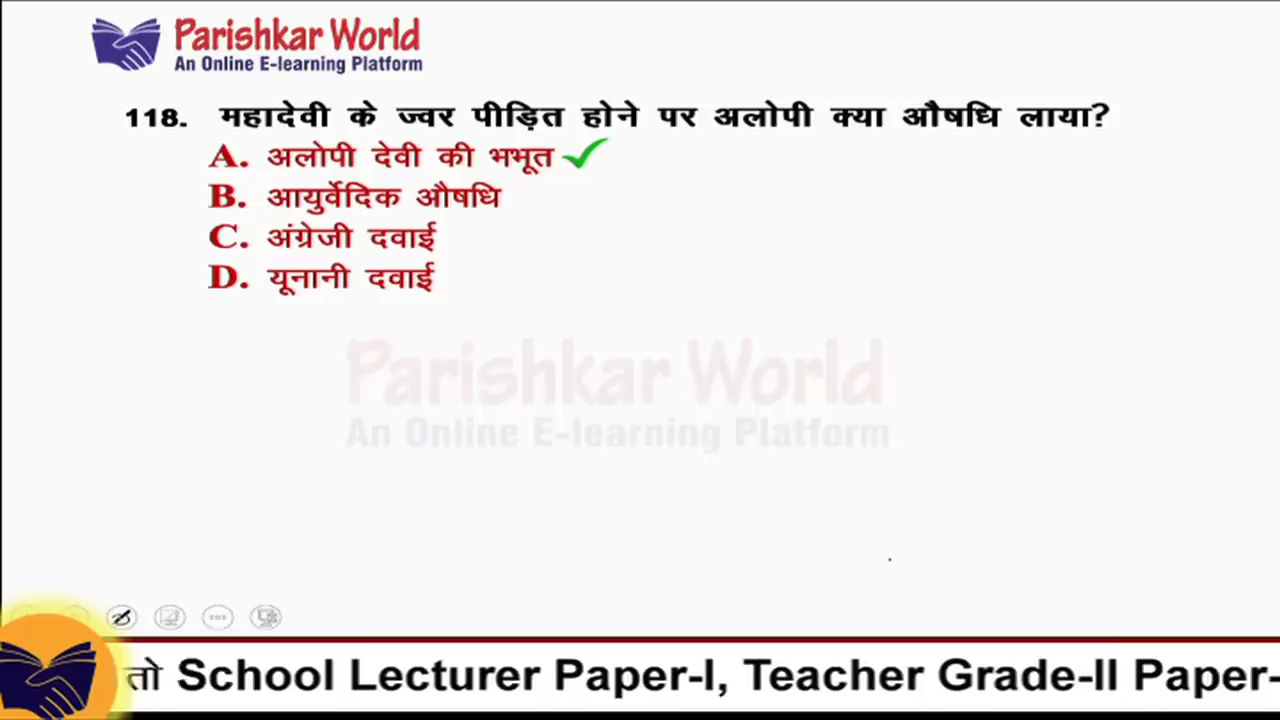 Parishkar World
An Online E-learning Platform
118. महादेवी के ज्वर पीड़ित होने पर अलोपी क्या औषधि लाया?
A. अलोपी देवी की भभूत
B. आयुर्वेदिक औषधि
C. अंग्रेजी दवाई
D. यूनानी दवाई
Parishkar World
An Online E-learning Platform
तो School Lecturer Paper-I, Teacher Grade-II Paper-